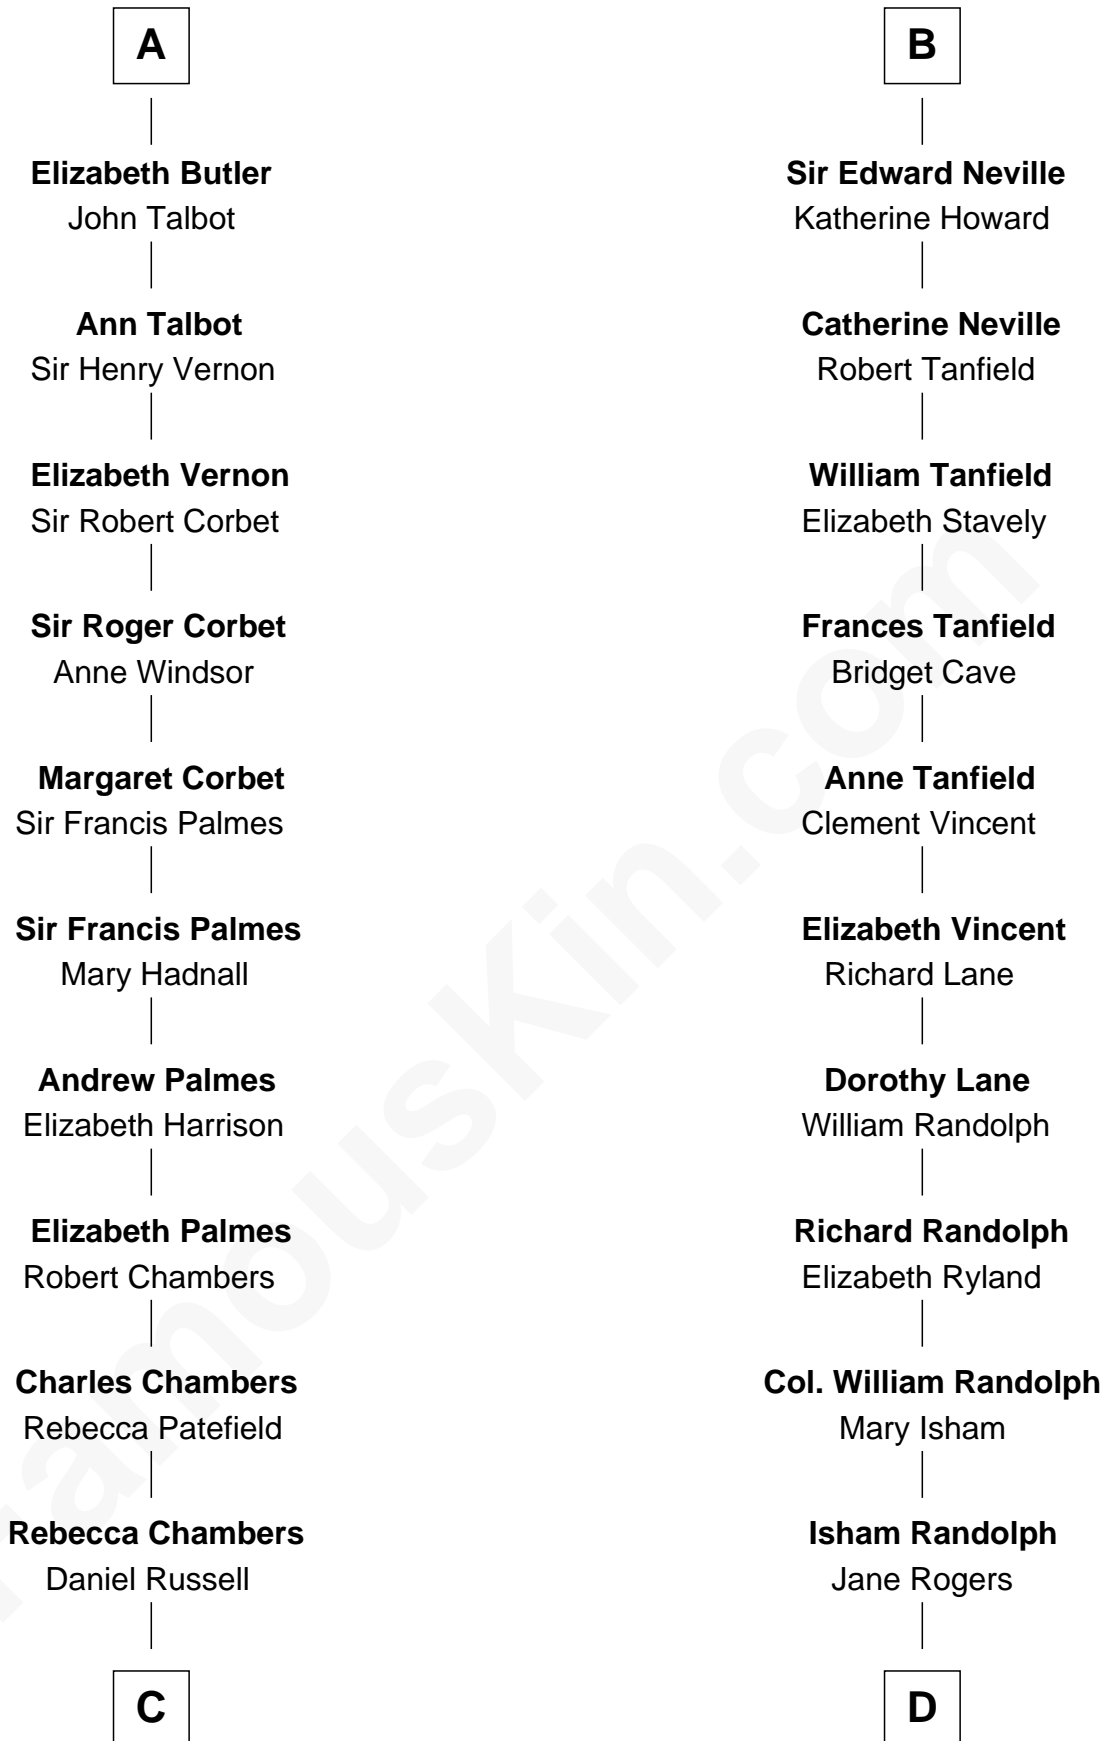 A
Elizabeth Butler
John Talbot
Ann Talbot
Sir Henry Vernon
Elizabeth Vernon
Sir Robert Corbet
Sir Roger Corbet
Anne Windsor
Margaret Corbet
Sir Francis Palmes
Sir Francis Palmes
Mary Hadnall
Andrew Palmes
Elizabeth Harrison
Elizabeth Palmes
Robert Chambers
Charles Chambers
Rebecca Patefield
Rebecca Chambers
Daniel Russell
C
B
Sir Edward Neville
Katherine Howard
Catherine Neville
Robert Tanfield
William Tanfield
Elizabeth Stavely
Frances Tanfield
Bridget Cave
Anne Tanfield
Clement Vincent
Elizabeth Vincent
Richard Lane
Dorothy Lane
William Randolph
Richard Randolph
Elizabeth Ryland
Col. William Randolph
Mary Isham
Isham Randolph
Jane Rogers
D
FamousKin.com